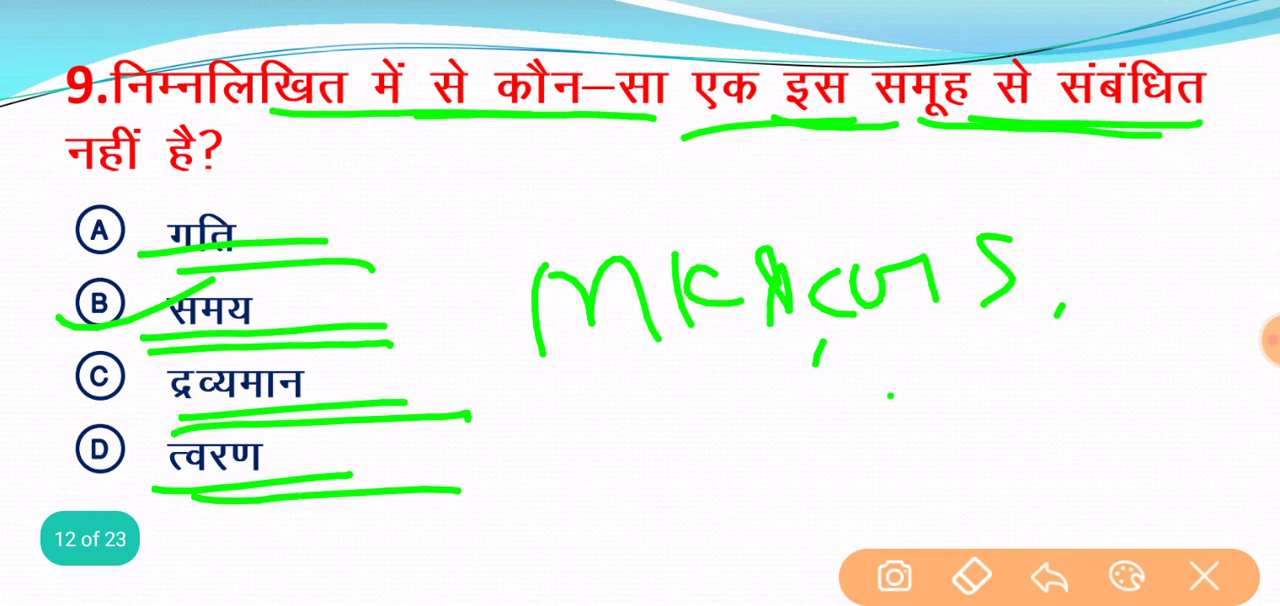 9.निम्नलिखित में से कौन–सा एक इस समूह से संबंधित
नहीं है?
A गति
B समय
C द्रव्यमान
D त्वरण
12 of 23